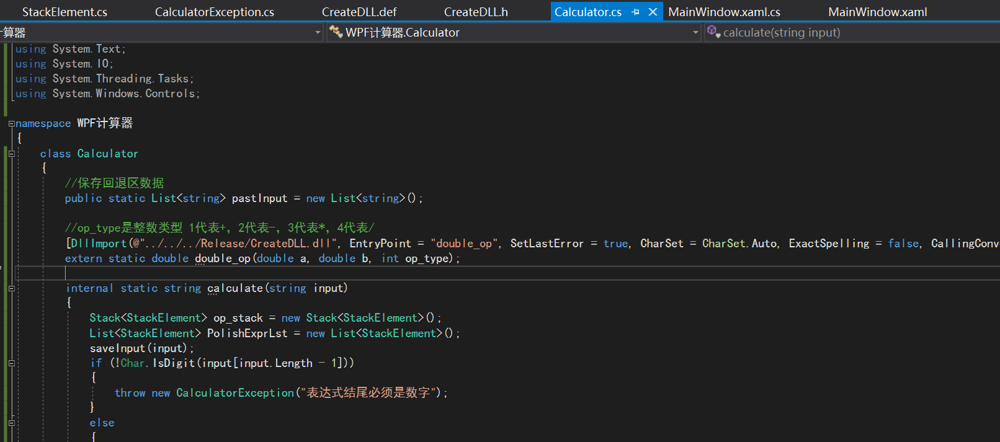 StackElement.cs CalculatorException.cs CreateDLL.def CreateDLL.h Calculator.cs MainWindow.xaml.cs MainWindow.xaml
计算器 WPF计算器.Calculator calculate(string input)
using System.Text;
using System.IO;
using System.Threading.Tasks;
using System.Windows.Controls;
namespace WPF计算器
{
class Calculator
{
//保存回退区数据
public static List<string> pastInput = new List<string>();
//op_type是整数类型 1代表+, 2代表-, 3代表*, 4代表/
[DllImport(@"../../../Release/CreateDLL.dll", EntryPoint = "double_op", SetLastError = true, CharSet = CharSet.Auto, ExactSpelling = false, CallingConv
extern static double double_op(double a, double b, int op_type);
internal static string calculate(string input)
{
Stack<StackElement> op_stack = new Stack<StackElement>();
List<StackElement> PolishExprLst = new List<StackElement>();
saveInput(input);
if (!Char.IsDigit(input[input.Length - 1]))
{
throw new CalculatorException("表达式结尾必须是数字");
}
else
{